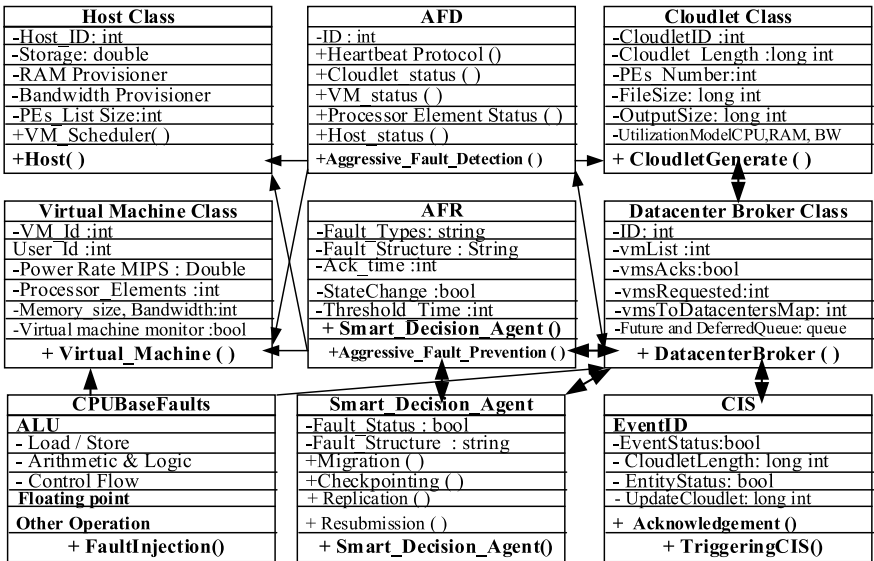 Host Class
-Host_ID: int
-Storage: double
-RAM Provisioner
-Bandwidth Provisioner
-PEs_List Size:int
+VM_Scheduler( )
+Host( )
AFD
-ID : int
+Heartbeat Protocol ()
+Cloudlet_status ( )
+VM_status ( )
+Processor Element Status ( )
+Host_status ( )
+Aggressive_Fault_Detection ( )
Cloudlet Class
-CloudletID :int
-Cloudlet_Length :long int
-PEs_Number:int
-FileSize: long int
-OutputSize: long int
-UtilizationModelCPU,RAM, BW
+ CloudletGenerate ( )
Virtual Machine Class
-VM_Id :int
User_Id :int
-Power Rate MIPS : Double
-Processor_Elements :int
-Memory_size, Bandwidth:int
-Virtual machine monitor :bool
+ Virtual_Machine ( )
AFR
-Fault_Types: string
-Fault_Structure : String
-Ack_time :int
-StateChange :bool
-Threshold_Time :int
+ Smart_Decision_Agent ()
+Aggressive_Fault_Prevention ( )
Datacenter Broker Class
-ID: int
-vmList :int
-vmsAcks:bool
-vmsRequested:int
-vmsToDatacentersMap: int
-Future and DeferredQueue: queue
+ DatacenterBroker ( )
CPUBaseFaults
ALU
- Load / Store
- Arithmetic & Logic
- Control Flow
Floating point
Other Operation
+ FaultInjection()
Smart_Decision_Agent
-Fault_Status : bool
-Fault_Structure : string
+Migration ( )
+Checkpointing ( )
+ Replication ( )
+ Resubmission ( )
+ Smart_Decision_Agent()
CIS
EventID
-EventStatus:bool
- CloudletLength: long int
- EntityStatus: bool
- UpdateCloudlet: long int
+ Acknowledgement ()
+ TriggeringCIS()